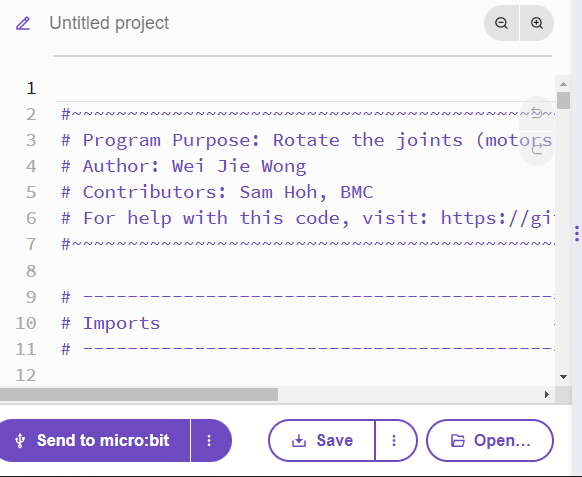 Untitled project
1
2 #~~~~~~~~~~~~~~~~~~~~~~~~~~~~~~~~~~~~~~~~~~~~
3 # Program Purpose: Rotate the joints (motors
4 # Author: Wei Jie Wong
5 # Contributors: Sam Hoh, BMC
6 # For help with this code, visit: https://gi
7 #~~~~~~~~~~~~~~~~~~~~~~~~~~~~~~~~~~~~~~~~~~~~
8
9 # ------------------------------------------#
10 # Imports #
11 # ------------------------------------------#
12
Send to micro:bit Save Open...